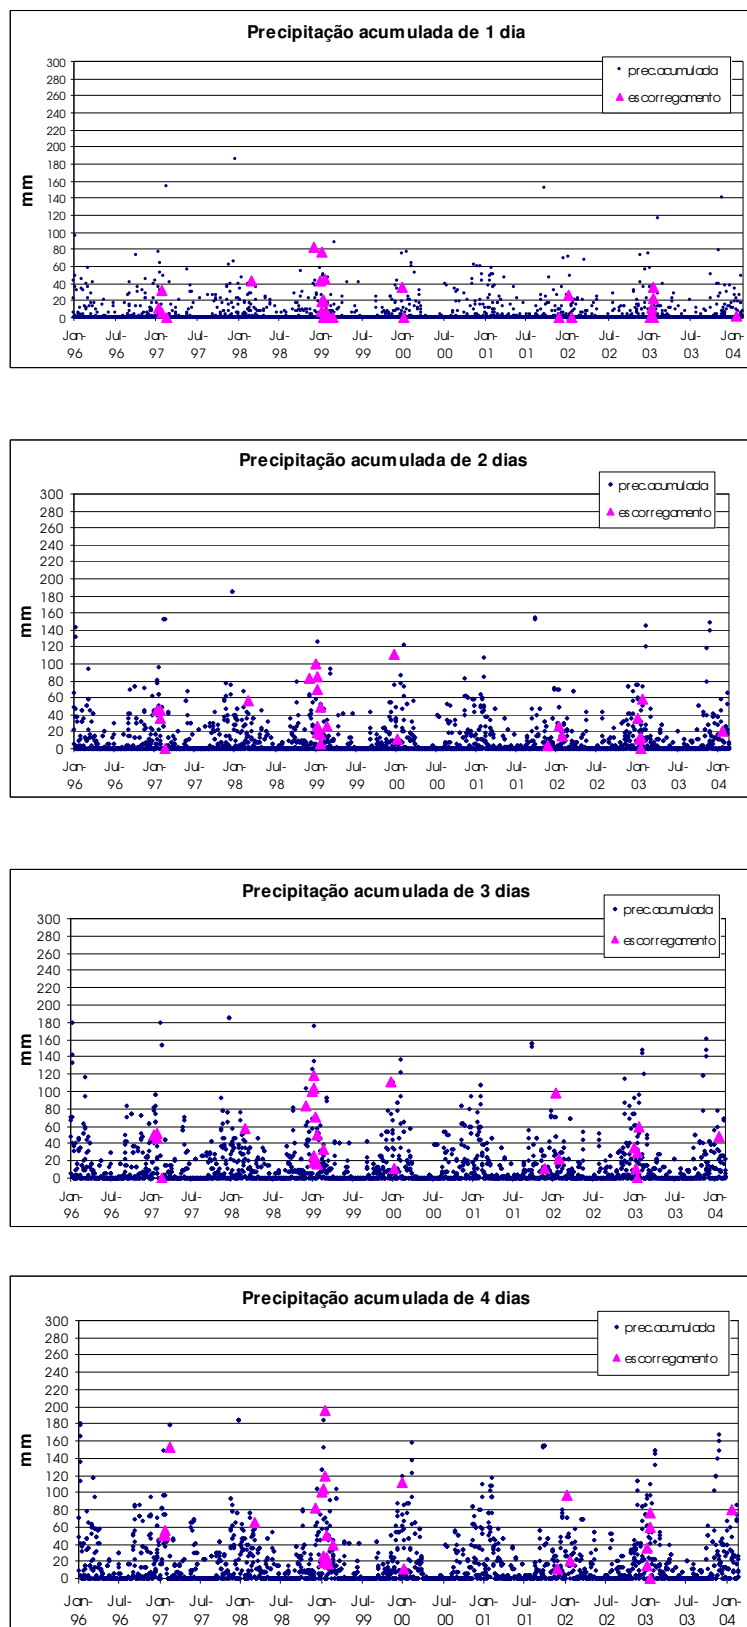 Precipitação acumulada de 1 dia
300
280
260
240
220
200
180
160
140
120
100
80
60
40
20
0
mm
prec.acumulada
escorregamento
Jan- Jul- Jan- Jul- Jan- Jul- Jan- Jul- Jan- Jul- Jan- Jul- Jan- Jul- Jan- Jul- Jan-
96 96 97 97 98 98 99 99 00 00 01 01 02 02 03 03 04
Precipitação acumulada de 2 dias
300
280
260
240
220
200
180
160
140
120
100
80
60
40
20
0
mm
prec.acumulada
escorregamento
Jan- Jul- Jan- Jul- Jan- Jul- Jan- Jul- Jan- Jul- Jan- Jul- Jan- Jul- Jan- Jul- Jan-
96 96 97 97 98 98 99 99 00 00 01 01 02 02 03 03 04
Precipitação acumulada de 3 dias
300
280
260
240
220
200
180
160
140
120
100
80
60
40
20
0
mm
prec.acumulada
escorregamento
Jan- Jul- Jan- Jul- Jan- Jul- Jan- Jul- Jan- Jul- Jan- Jul- Jan- Jul- Jan- Jul- Jan-
96 96 97 97 98 98 99 99 00 00 01 01 02 02 03 03 04
Precipitação acumulada de 4 dias
300
280
260
240
220
200
180
160
140
120
100
80
60
40
20
0
mm
prec.acumulada
escorregamento
Jan- Jul- Jan- Jul- Jan- Jul- Jan- Jul- Jan- Jul- Jan- Jul- Jan- Jul- Jan- Jul- Jan-
96 96 97 97 98 98 99 99 00 00 01 01 02 02 03 03 04